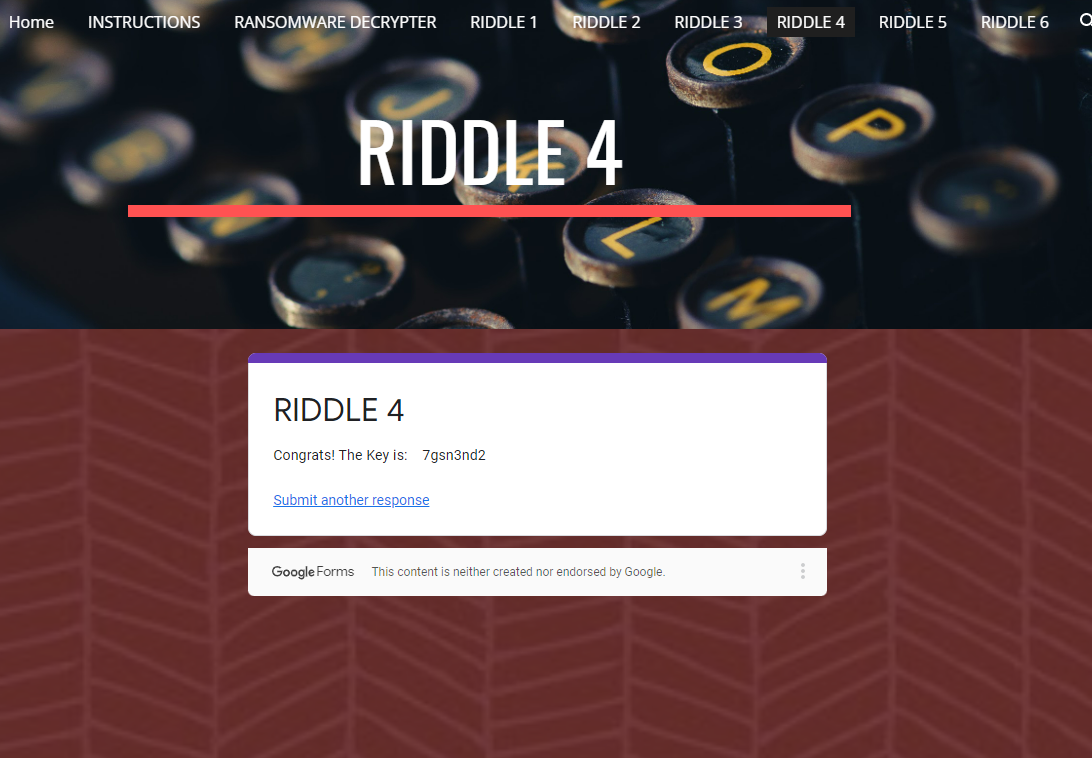 Home INSTRUCTIONS RANSOMWARE DECRYPTER RIDDLE 1 RIDDLE 2 RIDDLE 3 RIDDLE 4 RIDDLE 5 RIDDLE 6
O
J
P
RIDDLE 4
K
N
L
M
RIDDLE 4
Congrats! The Key is: 7gsn3nd2
Submit another response
Google Forms This content is neither created nor endorsed by Google.